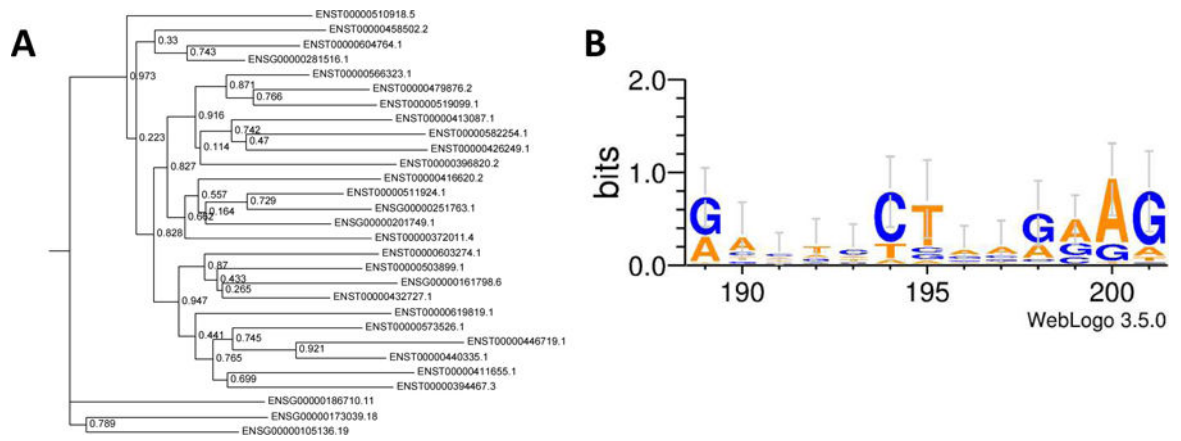 A
ENST00000510918.5
ENST00000458502.2
0.33
ENST00000604764.1
0.743
ENSG00000281516.1
0.973
ENST00000566323.1
0.871
ENST00000479876.2
0.766
ENST00000519099.1
0.916
ENST00000413087.1
0.742
ENST00000582254.1
0.47
ENST00000426249.1
0.114
0.223
ENST00000396820.2
0.827
ENST00000416620.2
0.557
ENST00000511924.1
0.729
ENSG00000251763.1
0.164
0.662
ENSG00000201749.1
0.828
ENST00000372011.4
ENST00000603274.1
0.87
ENST00000503899.1
0.433
ENSG00000161798.6
0.265
ENST00000432727.1
0.947
ENST00000619819.1
0.441
ENST00000573526.1
0.745
ENST00000446719.1
0.921
ENST00000440335.1
0.765
ENST00000411655.1
0.699
ENST00000394467.3
ENSG00000186710.11
ENSG00000173039.18
0.789
ENSG00000105136.19
B
bits
2.0
1.0
0.0
G A A T C T G A A G
190
195
200
WebLogo 3.5.0